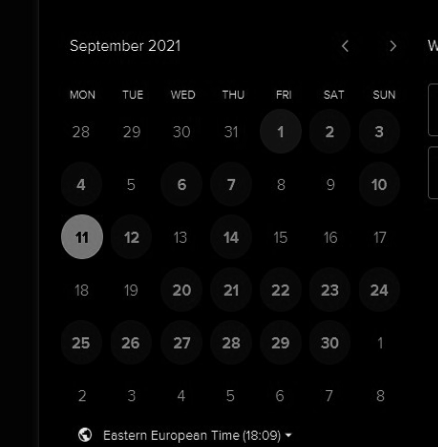 September 2021
W
MON TUE WED THU FRI SAT SUN
28 29 30 31 1 2 3
4 5 6 7 8 9 10
11 12 13 14 15 16 17
18 19 20 21 22 23 24
25 26 27 28 29 30 1
2 3 4 5 6 7 8
Eastern European Time (18:09)